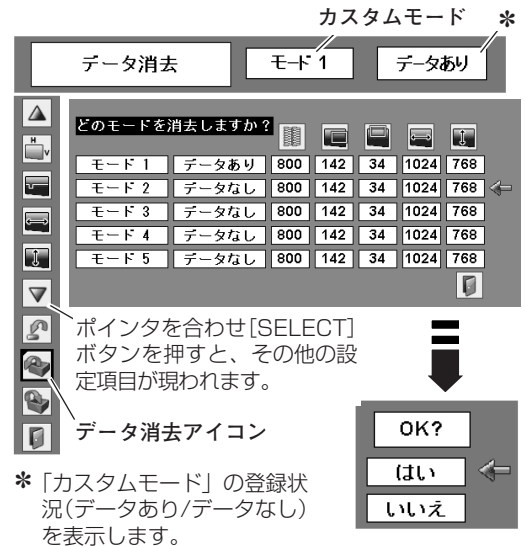 カスタムモード ✻
データ消去 モード 1 データあり
H
V
どのモードを消去しますか?
モード 1 データあり 800 142 34 1024 768
モード 2 データなし 800 142 34 1024 768
モード 3 データなし 800 142 34 1024 768
モード 4 データなし 800 142 34 1024 768
モード 5 データなし 800 142 34 1024 768
ポインタを合わせ[SELECT]
ボタンを押すと、その他の設
定項目が現われます。
データ消去アイコン
OK?
はい
いいえ
✻「カスタムモード」の登録状
況(データあり/データなし)
を表示します。